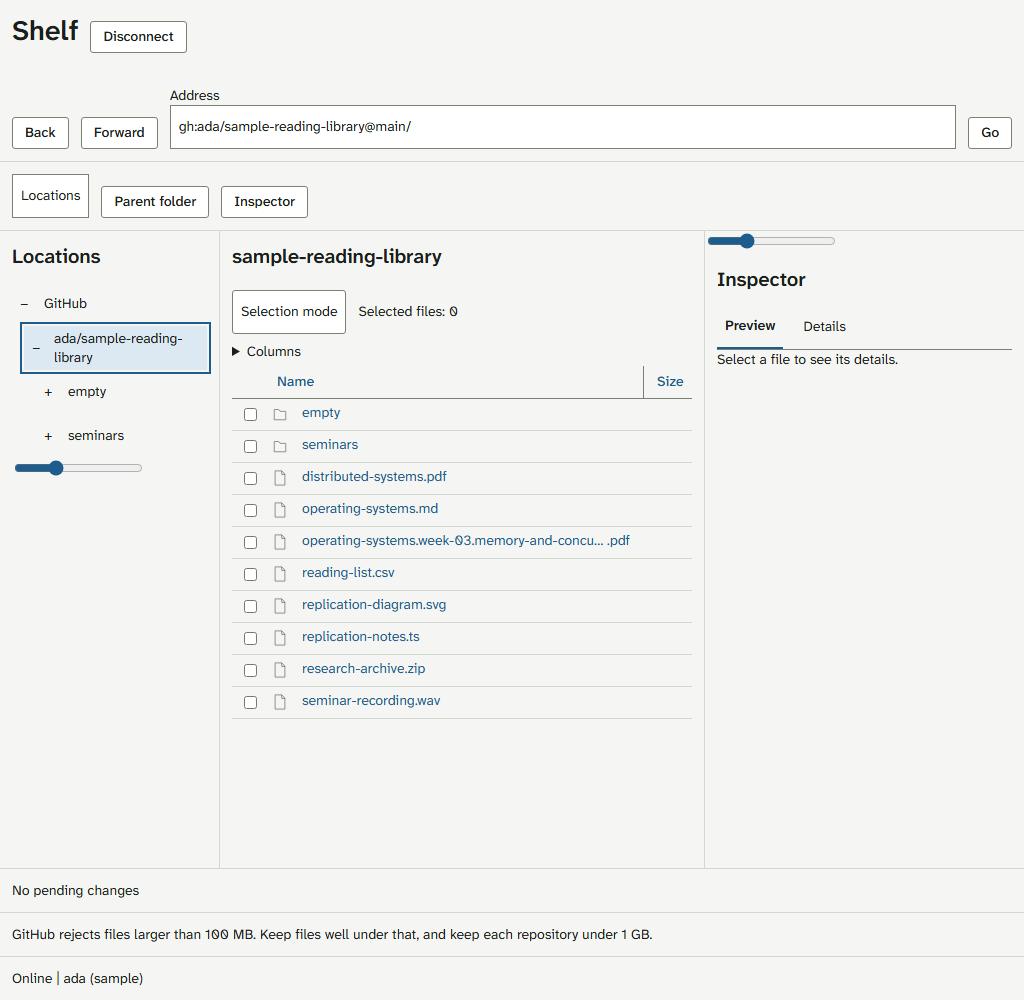 Shelf
Disconnect
Address
Back
Forward
gh:ada/sample-reading-library@main/
Go
Locations
Parent folder
Inspector
Locations
– GitHub
– ada/sample-reading-
library
+ empty
+ seminars
sample-reading-library
Selection mode
Selected files: 0
Columns
Name
Size
empty
seminars
distributed-systems.pdf
operating-systems.md
operating-systems.week-03.memory-and-concu... .pdf
reading-list.csv
replication-diagram.svg
replication-notes.ts
research-archive.zip
seminar-recording.wav
Inspector
Preview
Details
Select a file to see its details.
No pending changes
GitHub rejects files larger than 100 MB. Keep files well under that, and keep each repository under 1 GB.
Online | ada (sample)